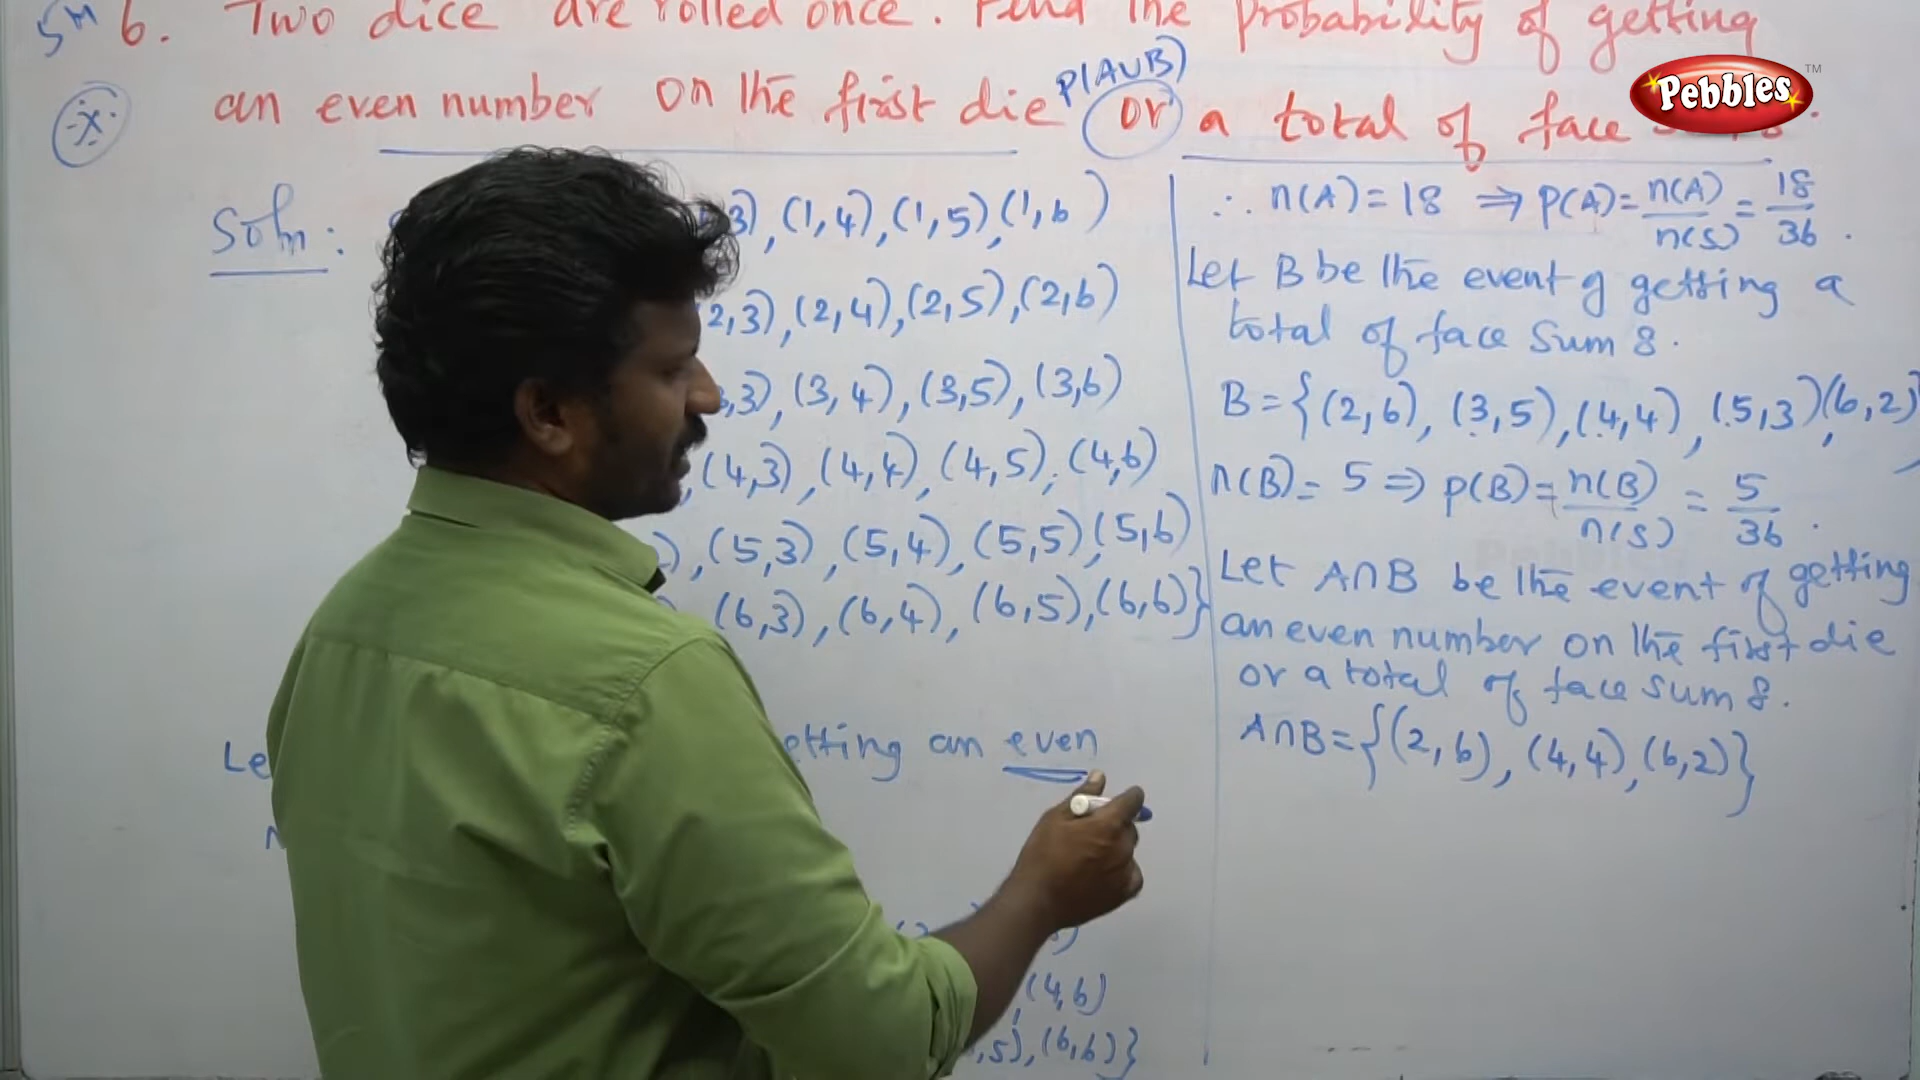 5m 6. Two dice are rolled once. Find the probability of getting
an even number on the first die or a total of face
P(A∪B)
Pebbles TM
Soln:
3), (1,4), (1,5), (1,6)
2,3), (2,4), (2,5), (2,6)
3,3), (3,4), (3,5), (3,6)
, (4,3), (4,4), (4,5), (4,6)
), (5,3), (5,4), (5,5), (5,6)
(6,3), (6,4), (6,5), (6,6)}
Le etting an even
, (4,6)
,5), (6,6)}
∴ n(A) = 18 ⇒ P(A) = n(A)/n(S) = 18/36.
Let B be the event of getting a
total of face sum 8.
B = {(2,6), (3,5), (4,4), (5,3), (6,2)}
n(B) = 5 ⇒ P(B) = n(B)/n(S) = 5/36.
Let A∩B be the event of getting
an even number on the first die
or a total of face sum 8.
A∩B = {(2,6), (4,4), (6,2)}